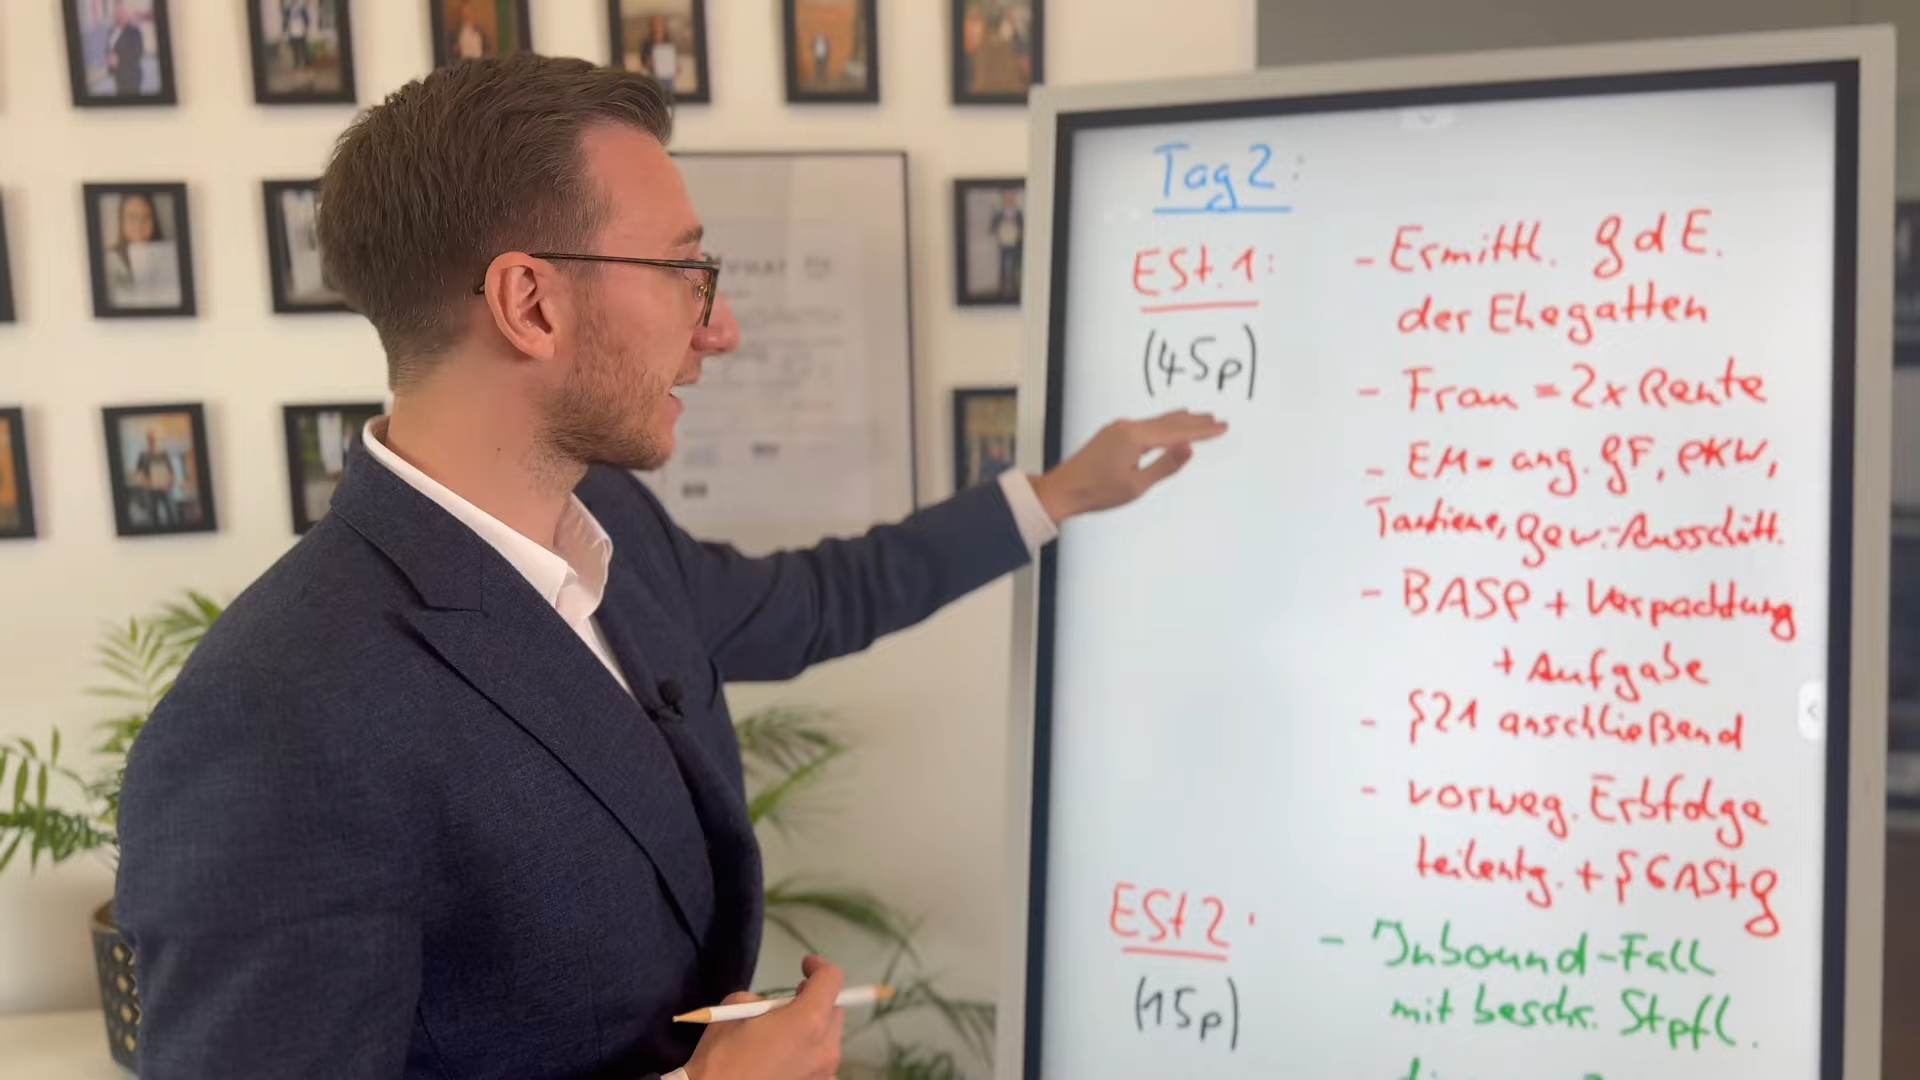 Tag 2:
ESt. 1:
(45p)
- Ermittl. GdE.
der Ehegatten
- Frau = 2x Rente
- EM = ang. GF, PKW,
Tantieme, Gew.-Ausschütt.
- BASP + Verpachtung
+ Aufgabe
- §21 anschließend
- vorweg. Erbfolge
teilentg. + §6AStG
ESt 2:
(15p)
- Inbound-Fall
mit beschr. Stpfl.